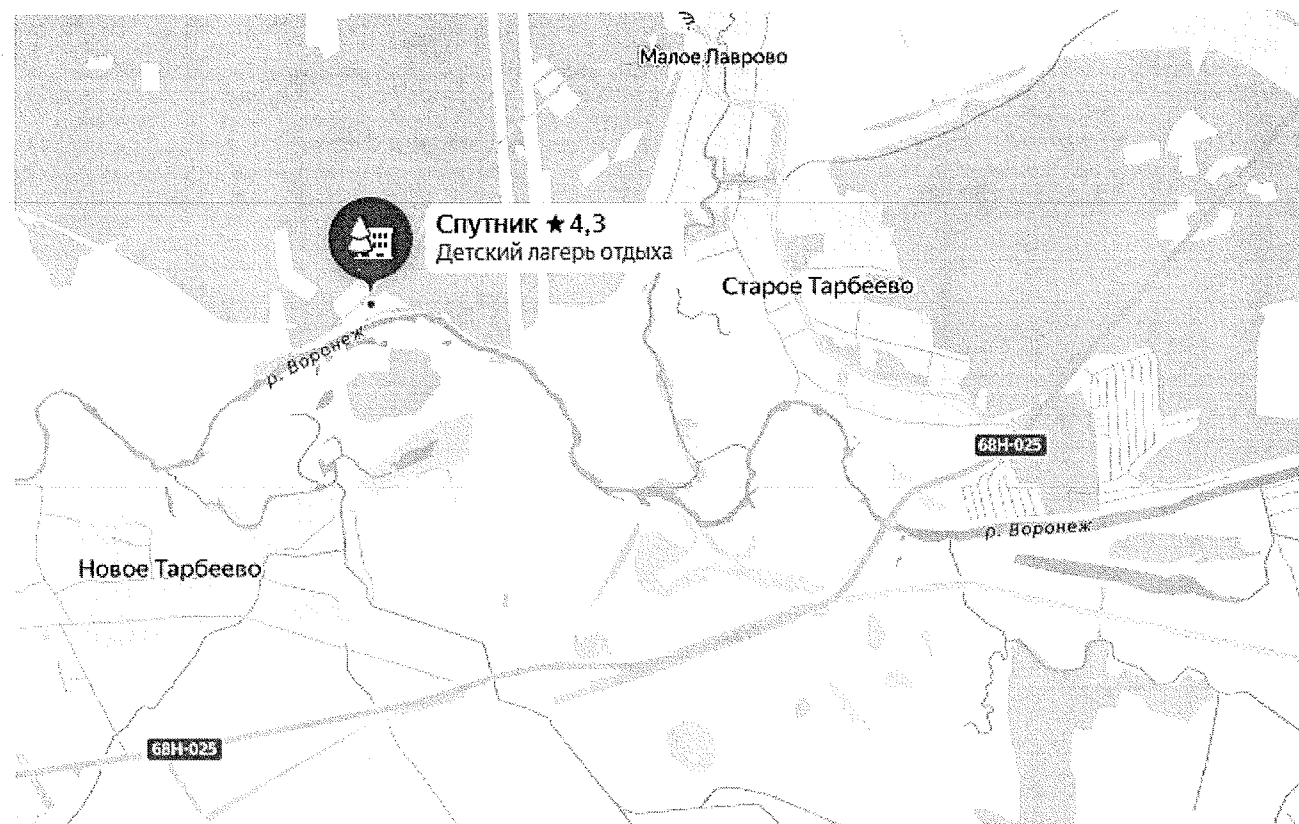 Малое Лаврово
Спутник ★ 4,3
Детский лагерь отдыха
Старое Тарбеево
р. Воронеж
68Н-025
р. Воронеж
Новое Тарбеево
68Н-025